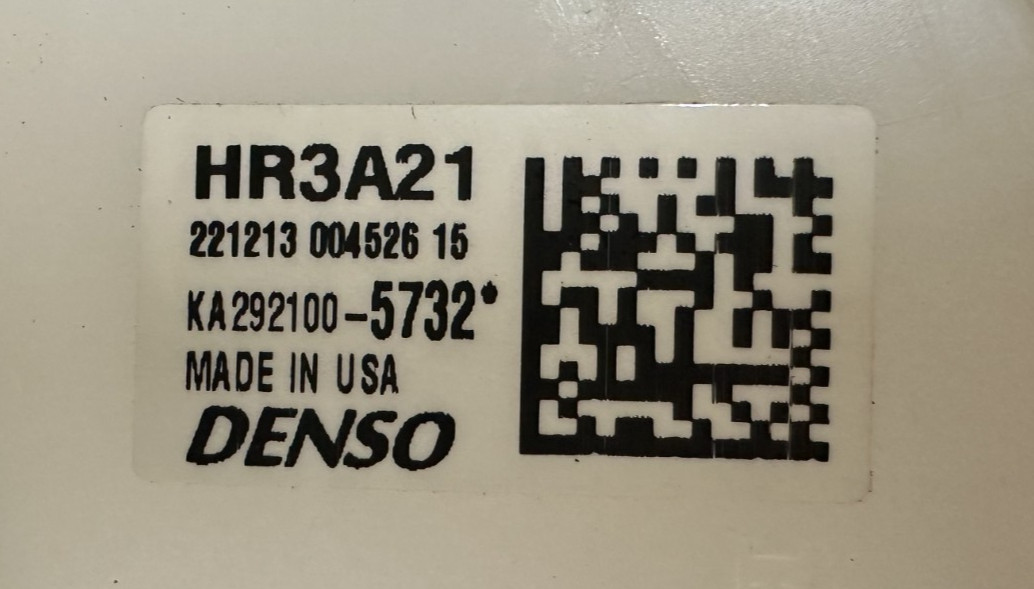 HR3A21
221213 004526 15
KA292100-5732*
MADE IN USA
DENSO